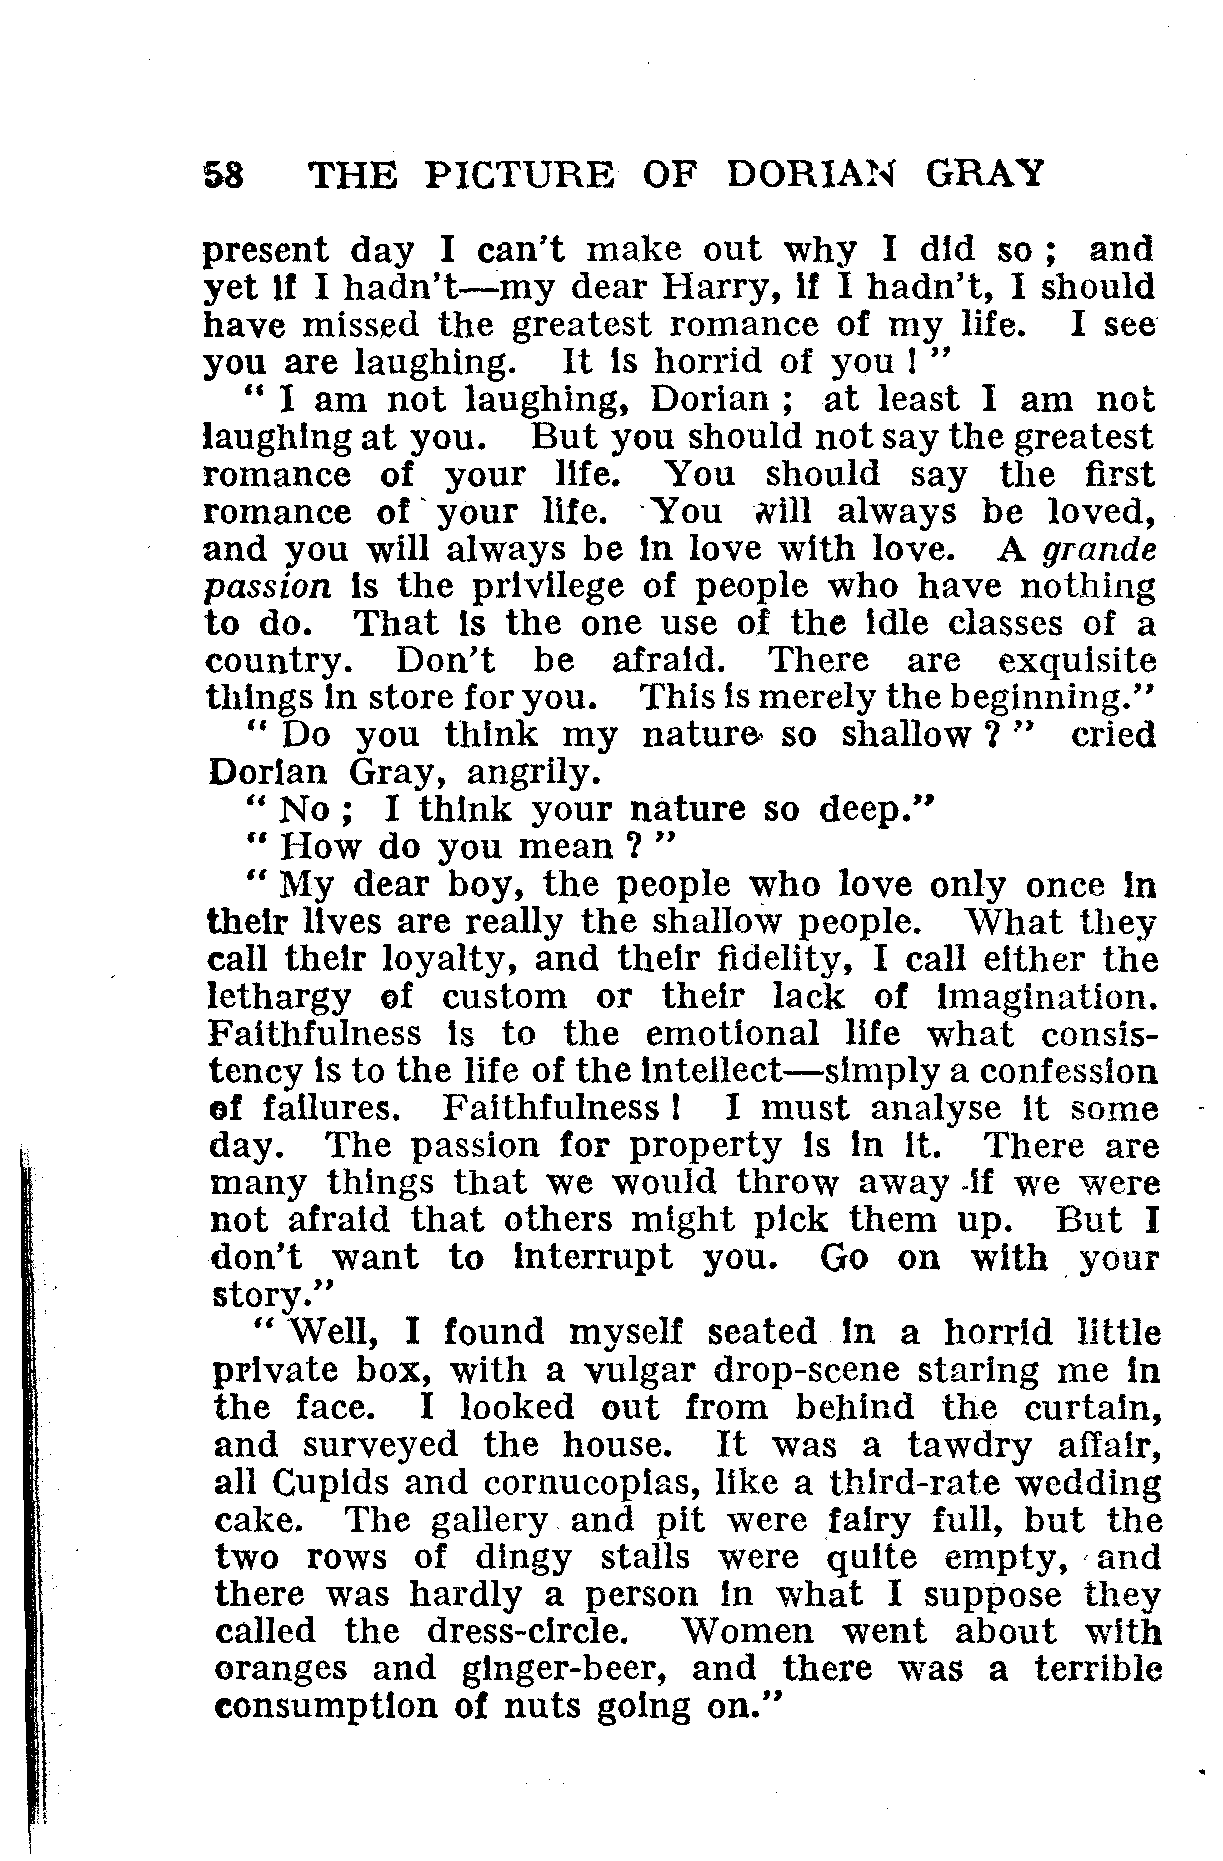 58 THE PICTURE OF DORIAN GRAY
present day I can't make out why I did so ; and
yet if I hadn't—my dear Harry, if I hadn't, I should
have missed the greatest romance of my life. I see
you are laughing. It is horrid of you ! ”
“ I am not laughing, Dorian ; at least I am not
laughing at you. But you should not say the greatest
romance of your life. You should say the first
romance of your life. You will always be loved,
and you will always be in love with love. A grande
passion is the privilege of people who have nothing
to do. That is the one use of the idle classes of a
country. Don't be afraid. There are exquisite
things in store for you. This is merely the beginning.”
“ Do you think my nature so shallow ? ” cried
Dorian Gray, angrily.
“ No ; I think your nature so deep.”
“ How do you mean ? ”
“ My dear boy, the people who love only once in
their lives are really the shallow people. What they
call their loyalty, and their fidelity, I call either the
lethargy of custom or their lack of imagination.
Faithfulness is to the emotional life what consis-
tency is to the life of the intellect—simply a confession
of failures. Faithfulness ! I must analyse it some
day. The passion for property is in it. There are
many things that we would throw away if we were
not afraid that others might pick them up. But I
don't want to interrupt you. Go on with your
story.”
“ Well, I found myself seated in a horrid little
private box, with a vulgar drop-scene staring me in
the face. I looked out from behind the curtain,
and surveyed the house. It was a tawdry affair,
all Cupids and cornucopias, like a third-rate wedding
cake. The gallery and pit were fairy full, but the
two rows of dingy stalls were quite empty, and
there was hardly a person in what I suppose they
called the dress-circle. Women went about with
oranges and ginger-beer, and there was a terrible
consumption of nuts going on.”